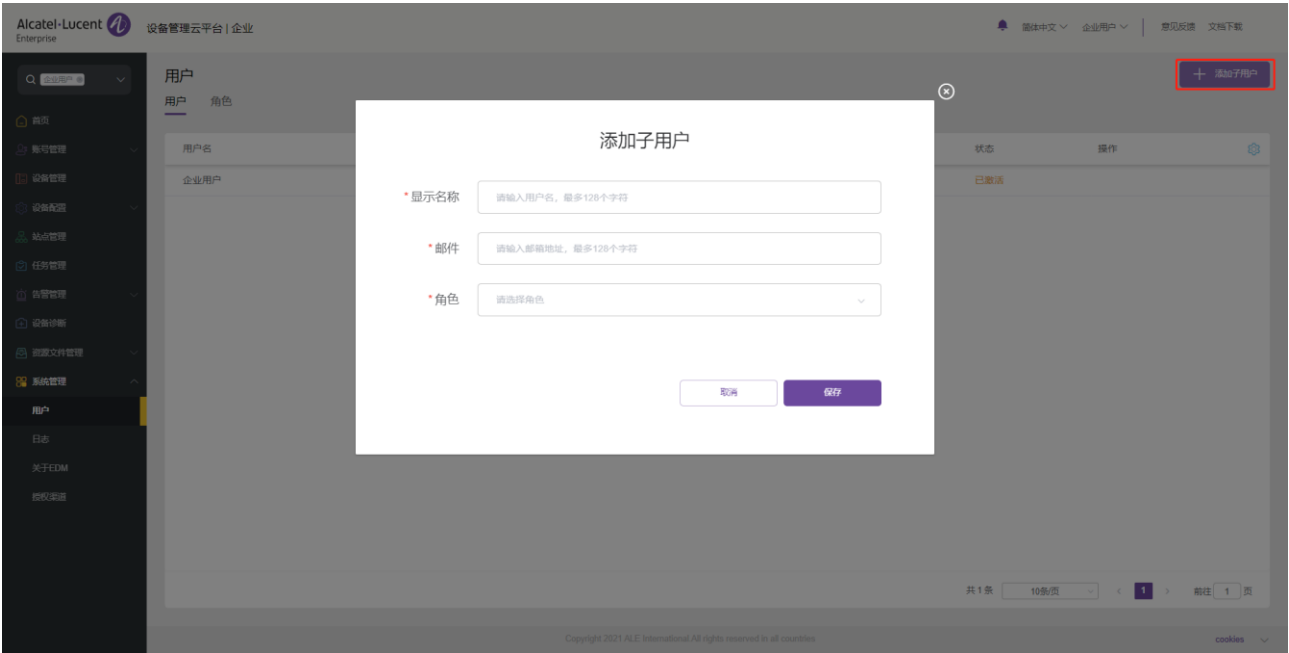 Alcatel·Lucent
Enterprise
设备管理云平台 | 企业
简体中文 企业用户 意见反馈 文档下载
企业用户
用户
添加子用户
用户 角色
首页
账号管理
设备管理
设备配置
站点管理
任务管理
告警管理
设备诊断
资源文件管理
系统管理
用户
日志
关于EDM
授权渠道
用户名 状态 操作
企业用户 已激活
添加子用户
*显示名称 请输入用户名，最多128个字符
*邮件 请输入邮箱地址，最多128个字符
*角色 请选择角色
取消 保存
共 1 条 10条/页 1 前往 1 页
Copyright 2021 ALE International.All rights reserved in all countries
cookies